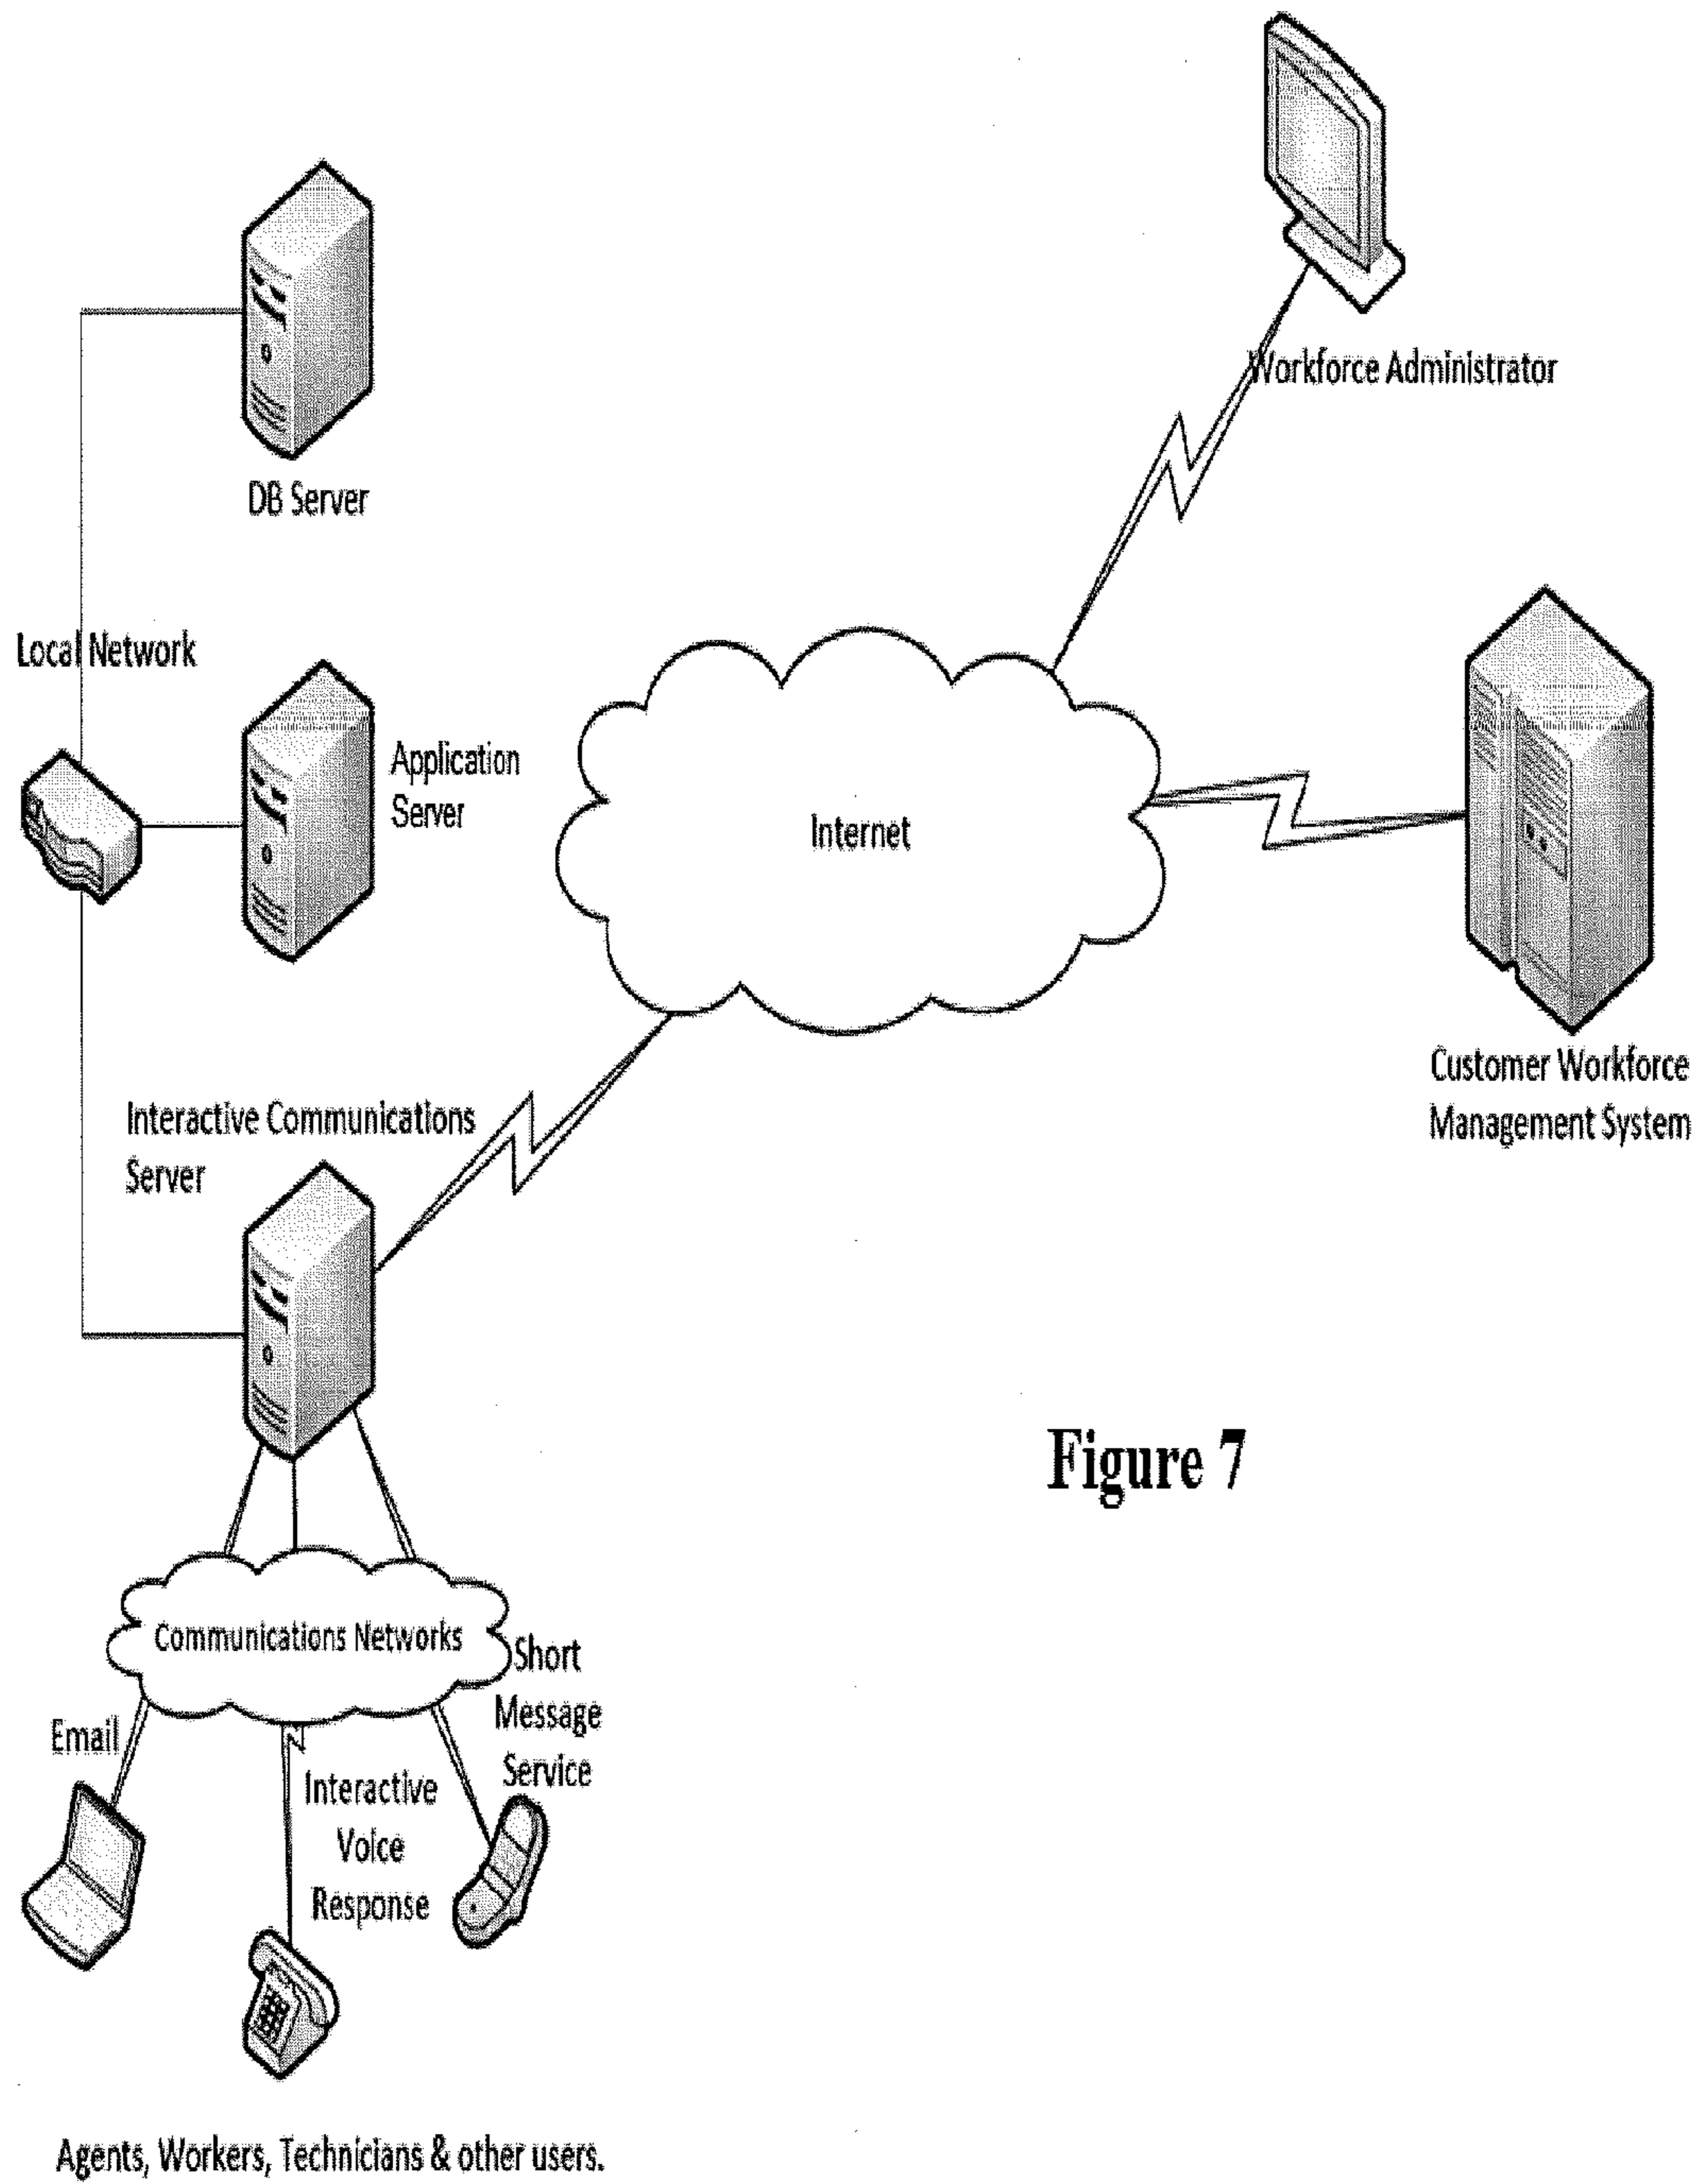 Workforce Administrator
DB Server
Local Network
Application
Server
Internet
Customer Workforce
Management System
Interactive Communications
Server
Figure 7
Communications Networks
Short
Message
Service
Email
Interactive
Voice
Response
Agents, Workers, Technicians & other users.